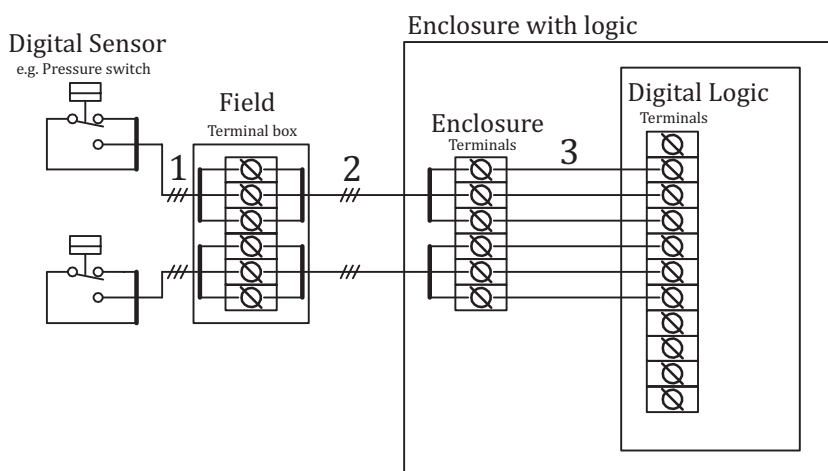 Enclosure with logic
Digital Sensor
e.g. Pressure switch
Field
Terminal box
Enclosure
Terminals
Digital Logic
Terminals
1
2
3